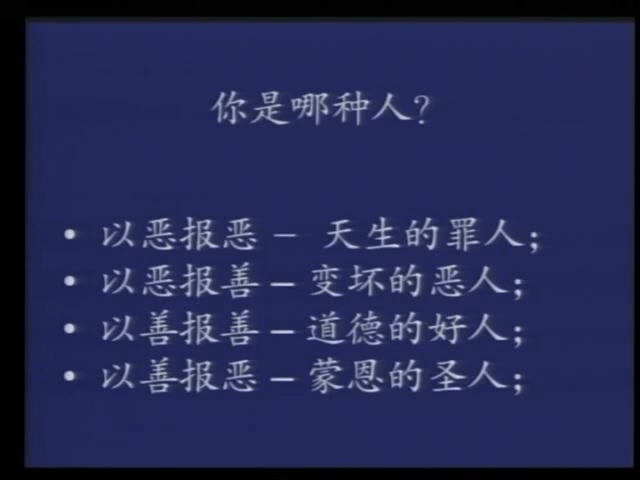 你是哪种人?
• 以恶报恶 – 天生的罪人;
• 以恶报善 – 变坏的恶人;
• 以善报善 – 道德的好人;
• 以善报恶 – 蒙恩的圣人;